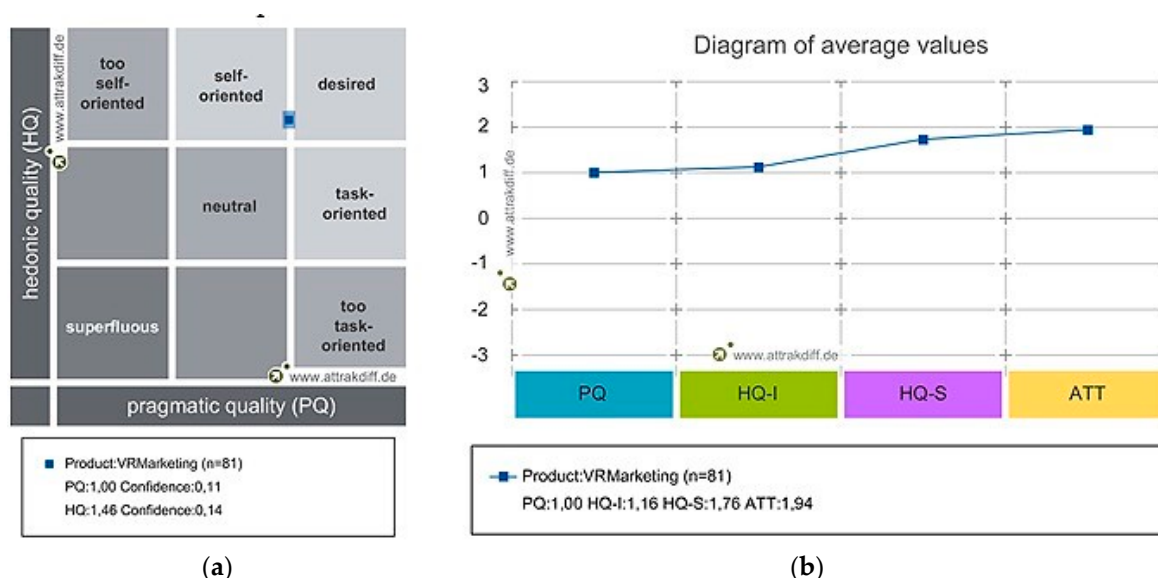 too
self-
oriented
self-
oriented
desired
neutral
task-
oriented
superfluous
too
task-
oriented
www.attrakdiff.de
www.attrakdiff.de
hedonic quality (HQ)
pragmatic quality (PQ)
Product:VRMarketing (n=81)
PQ:1,00 Confidence:0,11
HQ:1,46 Confidence:0,14
(a)
Diagram of average values
3
2
1
0
-1
-2
-3
www.attrakdiff.de
www.attrakdiff.de
PQ
HQ-I
HQ-S
ATT
Product:VRMarketing (n=81)
PQ:1,00 HQ-I:1,16 HQ-S:1,76 ATT:1,94
(b)